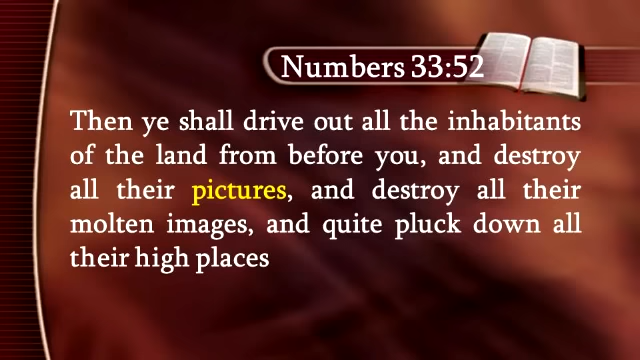 Numbers 33:52
Then ye shall drive out all the inhabitants
of the land from before you, and destroy
all their pictures, and destroy all their
molten images, and quite pluck down all
their high places